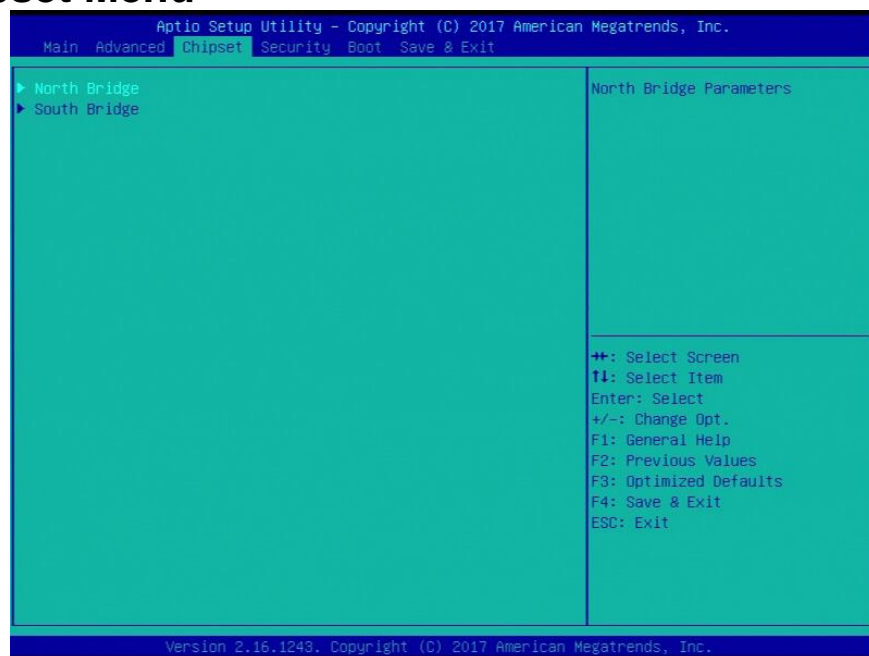 Aptio Setup Utility – Copyright (C) 2017 American Megatrends, Inc.
Main Advanced Chipset Security Boot Save & Exit
▶ North Bridge
▶ South Bridge
North Bridge Parameters
→←: Select Screen
↑↓: Select Item
Enter: Select
+/-: Change Opt.
F1: General Help
F2: Previous Values
F3: Optimized Defaults
F4: Save & Exit
ESC: Exit
Version 2.16.1243. Copyright (C) 2017 American Megatrends, Inc.